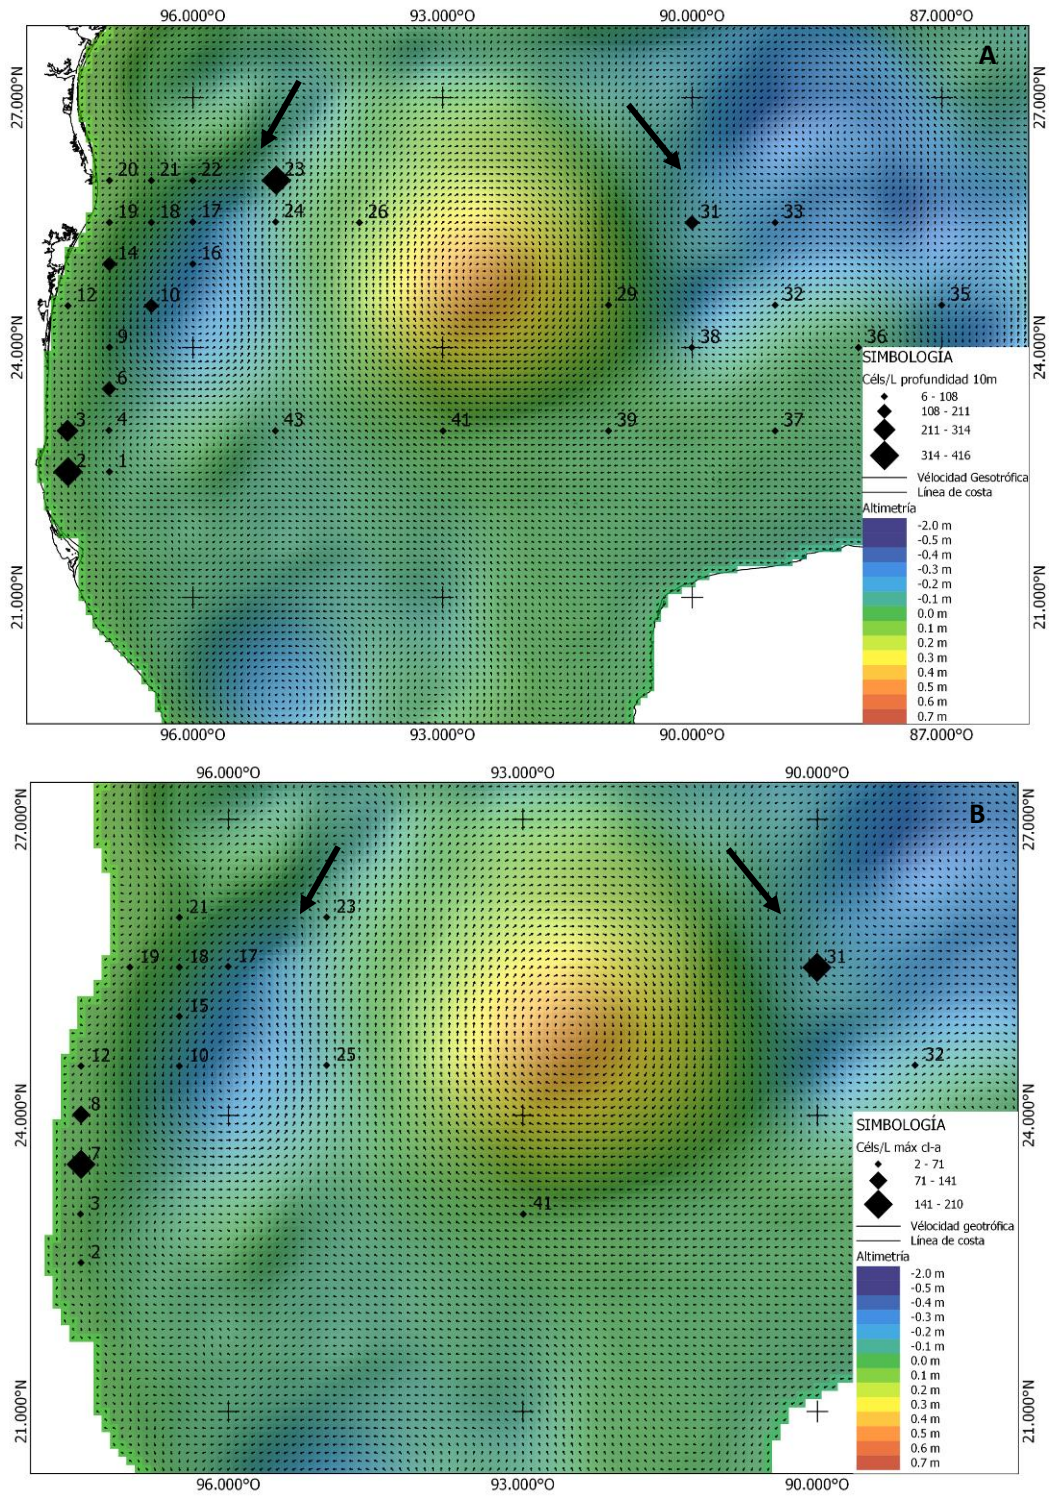 96.000°O 93.000°O 90.000°O 87.000°O
A
27.000°N 27.000°N
20 21 22 23
19 18 17 24 26 31 33
14 16
12 10 29 32 35
9 38 36
24.000°N 24.000°N
6
3 4 43 41 39 37
2 1
21.000°N 21.000°N
SIMBOLOGÍA
Céls/L profundidad 10m
6 - 108
108 - 211
211 - 314
314 - 416
Vélocidad Gesotrófica
Línea de costa
Altimetría
-2.0 m
-0.5 m
-0.4 m
-0.3 m
-0.2 m
-0.1 m
0.0 m
0.1 m
0.2 m
0.3 m
0.4 m
0.5 m
0.6 m
0.7 m
96.000°O 93.000°O 90.000°O 87.000°O
96.000°O 93.000°O 90.000°O
B
27.000°N 27.000°N
21 23
19 18 17 31
15
12 10 25 32
8
24.000°N 24.000°N
7
3 41
2
21.000°N 21.000°N
SIMBOLOGÍA
Céls/L máx cl-a
2 - 71
71 - 141
141 - 210
Vélocidad geotrófica
Línea de costa
Altimetría
-2.0 m
-0.5 m
-0.4 m
-0.3 m
-0.2 m
-0.1 m
0.0 m
0.1 m
0.2 m
0.3 m
0.4 m
0.5 m
0.6 m
0.7 m
96.000°O 93.000°O 90.000°O